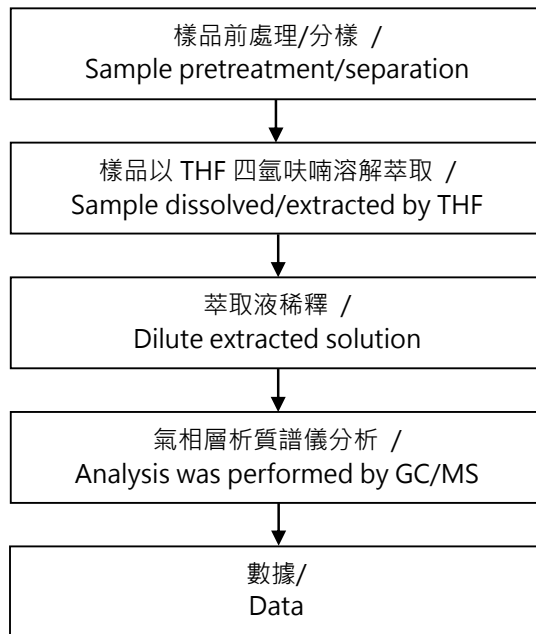 樣品前處理/分樣 /
Sample pretreatment/separation
樣品以 THF 四氫呋喃溶解萃取 /
Sample dissolved/extracted by THF
萃取液稀釋 /
Dilute extracted solution
氣相層析質譜儀分析 /
Analysis was performed by GC/MS
數據/
Data